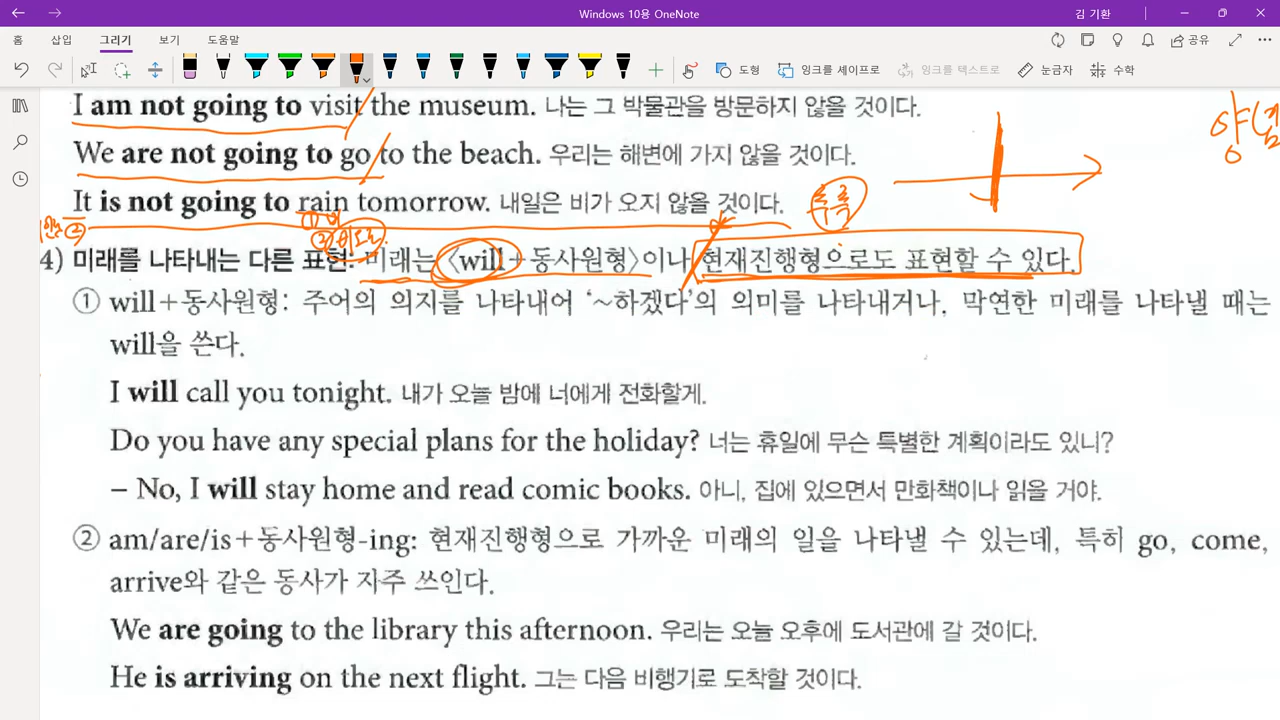 Windows 10용 OneNote
김 기환
홈 삽입 그리기 보기 도움말
공유
도형 잉크를 셰이프로 잉크를 텍스트로 눈금자 수학
I am not going to visit the museum. 나는 그 박물관을 방문하지 않을 것이다.
We are not going to go to the beach. 우리는 해변에 가지 않을 것이다.
It is not going to rain tomorrow. 내일은 비가 오지 않을 것이다.
4) 미래를 나타내는 다른 표현: 미래는 〈will+동사원형〉이나 현재진행형으로도 표현할 수 있다.
① will+동사원형: 주어의 의지를 나타내어 ‘~하겠다’의 의미를 나타내거나, 막연한 미래를 나타낼 때는
will을 쓴다.
I will call you tonight. 내가 오늘 밤에 너에게 전화할게.
Do you have any special plans for the holiday? 너는 휴일에 무슨 특별한 계획이라도 있니?
– No, I will stay home and read comic books. 아니, 집에 있으면서 만화책이나 읽을 거야.
② am/are/is+동사원형-ing: 현재진행형으로 가까운 미래의 일을 나타낼 수 있는데, 특히 go, come,
arrive와 같은 동사가 자주 쓰인다.
We are going to the library this afternoon. 우리는 오늘 오후에 도서관에 갈 것이다.
He is arriving on the next flight. 그는 다음 비행기로 도착할 것이다.